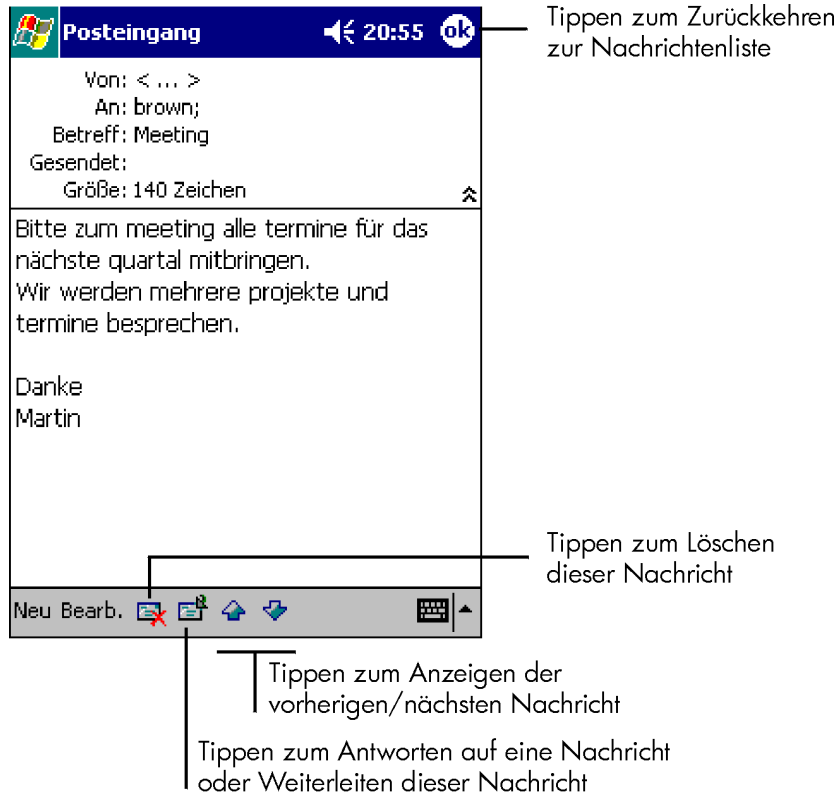 Posteingang 20:55 ok
Tippen zum Zurückkehren
zur Nachrichtenliste
Von: < ... >
An: brown;
Betreff: Meeting
Gesendet:
Größe: 140 Zeichen
Bitte zum meeting alle termine für das
nächste quartal mitbringen.
Wir werden mehrere projekte und
termine besprechen.
Danke
Martin
Tippen zum Löschen
dieser Nachricht
Neu Bearb.
Tippen zum Anzeigen der
vorherigen/nächsten Nachricht
Tippen zum Antworten auf eine Nachricht
oder Weiterleiten dieser Nachricht